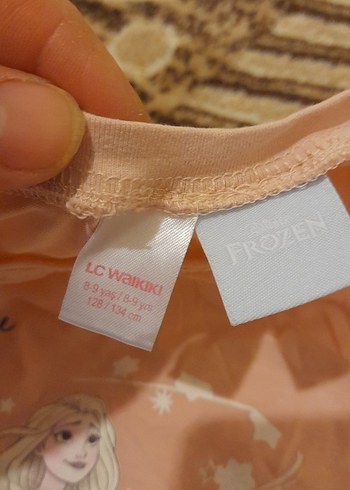 LC WAIKIKI
8-9 yaş / 8-9 yrs
128 / 134 cm
Disney
FROZEN